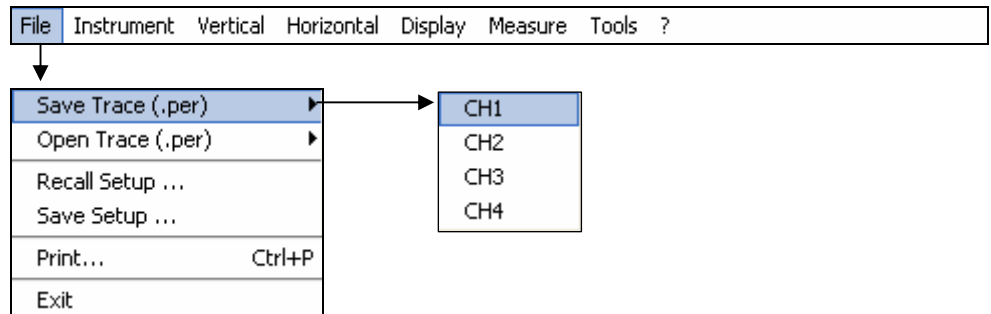 File Instrument Vertical Horizontal Display Measure Tools ?
Save Trace (.per)
Open Trace (.per)
Recall Setup ...
Save Setup ...
Print... Ctrl+P
Exit
CH1
CH2
CH3
CH4